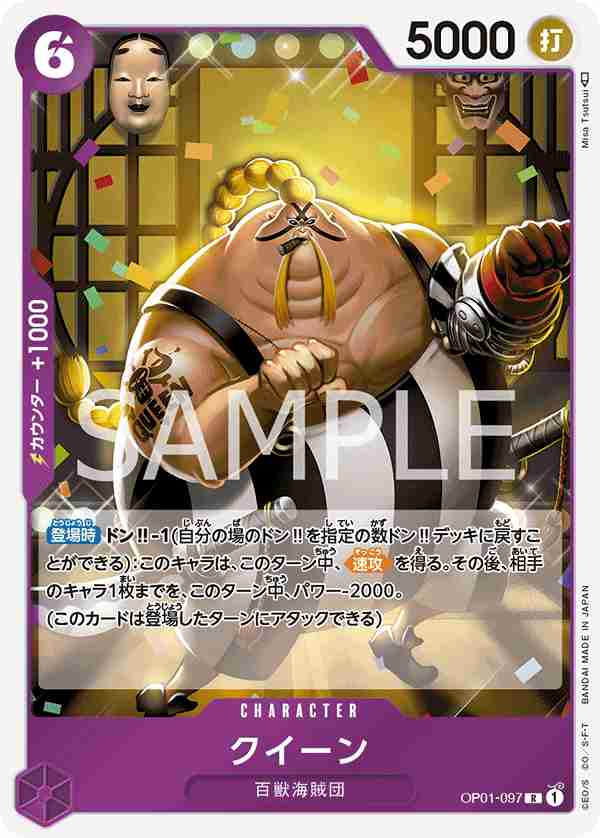 6
5000 打
Misa Tsutsui
カウンター +1000
QUEEN
SAMPLE
登場時 ドン!!-1(自分の場のドン!!を指定の数ドン!!デッキに戻すこ
とができる):このキャラは、このターン中、速攻 を得る。その後、相手
のキャラ1枚までを、このターン中、パワー-2000。
(このカードは登場したターンにアタックできる)
CHARACTER
クイーン
百獣海賊団
OP01-097 R 1
©E.O/S ©O/S・F・T BANDAI MADE IN JAPAN